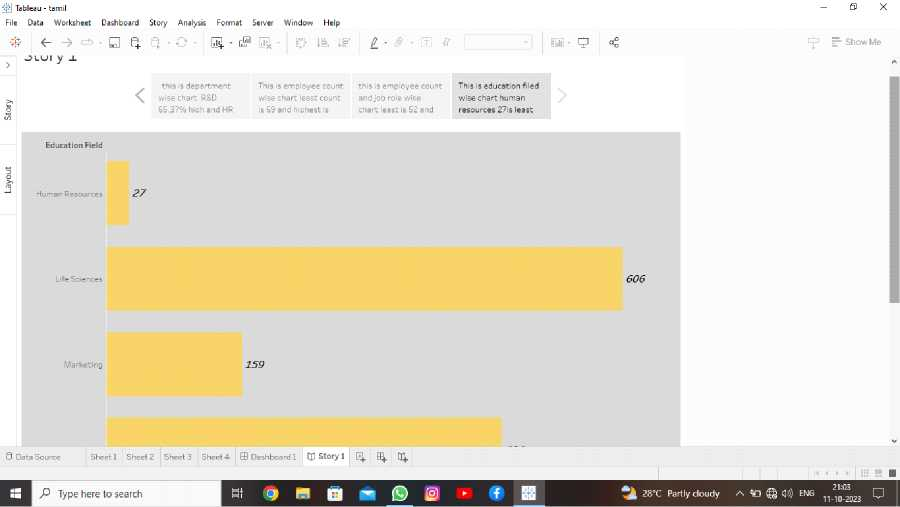 Tableau - tamil
File Data Worksheet Dashboard Story Analysis Format Server Window Help
Show Me
Story 1
Story
Layout
this is department
wise chart R&D
65.37% high and HR
This is employee count
wise chart least count
is 69 and highest is
this is employee count
and job role wise
chart least is 52 and
This is education filed
wise chart human
resources 27is least
Education Field
Human Resources 27
Life Sciences 606
Marketing 159
Data Source Sheet 1 Sheet 2 Sheet 3 Sheet 4 Dashboard 1 Story 1
Type here to search
28°C Partly cloudy
ENG
21:03
11-10-2023